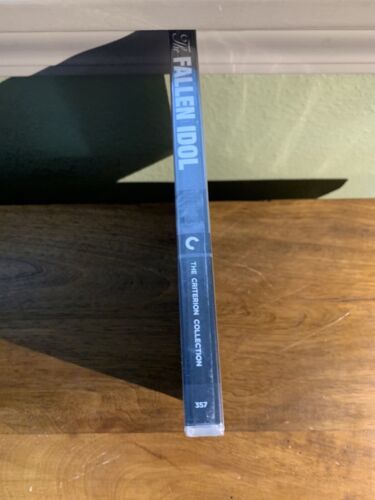 The
FALLEN IDOL
THE CRITERION COLLECTION
357